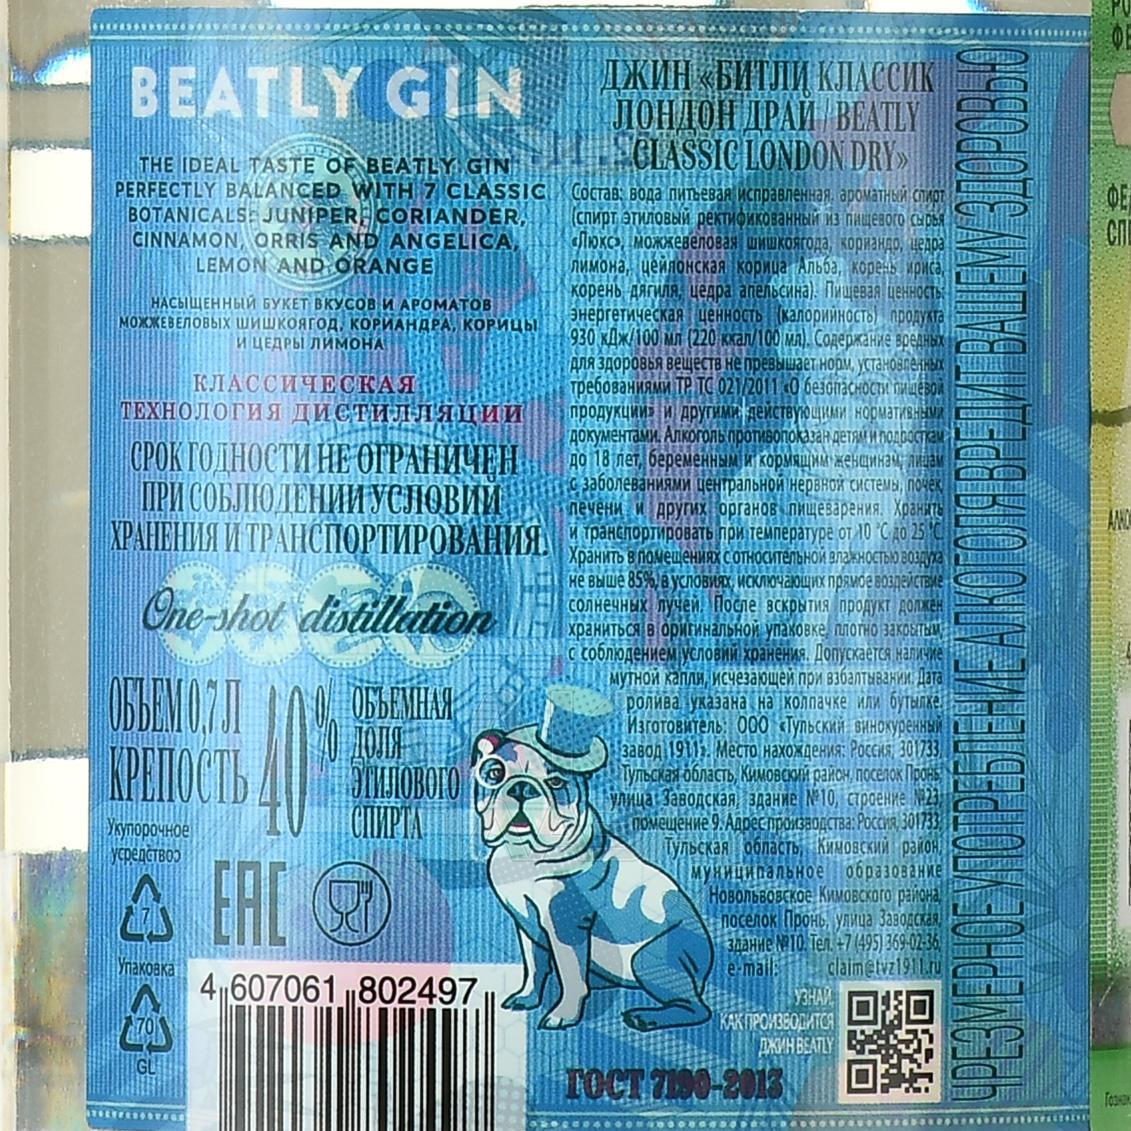 BEATLY GIN
THE IDEAL TASTE OF BEATLY GIN
PERFECTLY BALANCED WITH 7 CLASSIC
BOTANICALS: JUNIPER, CORIANDER,
CINNAMON, ORRIS AND ANGELICA,
LEMON AND ORANGE
НАСЫЩЕННЫЙ БУКЕТ ВКУСОВ И АРОМАТОВ
МОЖЖЕВЕЛОВЫХ ШИШКОЯГОД, КОРИАНДРА, КОРИЦЫ
И ЦЕДРЫ ЛИМОНА
КЛАССИЧЕСКАЯ
ТЕХНОЛОГИЯ ДИСТИЛЛЯЦИИ
СРОК ГОДНОСТИ НЕ ОГРАНИЧЕН
ПРИ СОБЛЮДЕНИИ УСЛОВИЙ
ХРАНЕНИЯ И ТРАНСПОРТИРОВАНИЯ.
One-shot distillation
ОБЪЕМ 0,7 Л
КРЕПОСТЬ
40%
ОБЪЕМНАЯ
ДОЛЯ
ЭТИЛОВОГО
СПИРТА
Укупорочное
усредство:
7
Упаковка
70
GL
EAC
4 607061 802497
ДЖИН «БИТЛИ КЛАССИК
ЛОНДОН ДРАЙ / BEATLY
CLASSIC LONDON DRY»
Состав: вода питьевая исправленная, ароматный спирт
(спирт этиловый ректификованный из пищевого сырья
«Люкс», можжевеловая шишкоягода, кориандр, цедра
лимона, цейлонская корица Альба, корень ириса,
корень дягиля, цедра апельсина). Пищевая ценность:
энергетическая ценность (калорийность) продукта
930 кДж/100 мл (220 ккал/100 мл). Содержание вредных
для здоровья веществ не превышает норм, установленных
требованиями ТР ТС 021/2011 «О безопасности пищевой
продукции» и другими действующими нормативными
документами. Алкоголь противопоказан детям и подросткам
до 18 лет, беременным и кормящим женщинам, лицам
с заболеваниями центральной нервной системы, почек,
печени и других органов пищеварения. Хранить
и транспортировать при температуре от 10 °C до 25 °C.
Хранить в помещениях с относительной влажностью воздуха
не выше 85%, в условиях, исключающих прямое воздействие
солнечных лучей. После вскрытия продукт должен
храниться в оригинальной упаковке, плотно закрытым,
с соблюдением условий хранения. Допускается наличие
мутной капли, исчезающей при взбалтывании. Дата
розлива указана на колпачке или бутылке.
Изготовитель: ООО «Тульский винокуренный
завод 1911». Место нахождения: Россия, 301733,
Тульская область, Кимовский район, поселок Пронь,
улица Заводская, здание №10, строение №23,
помещение 9. Адрес производства: Россия, 301733,
Тульская область, Кимовский район,
муниципальное образование
Новольвовское Кимовского района,
поселок Пронь, улица Заводская,
здание №10. Тел. +7 (495) 369-02-36,
e-mail: claim@tvz1911.ru
УЗНАЙ,
КАК ПРОИЗВОДИТСЯ
ДЖИН BEATLY
ГОСТ 7190-2013
ЧРЕЗМЕРНОЕ УПОТРЕБЛЕНИЕ АЛКОГОЛЯ ВРЕДИТ ВАШЕМУ ЗДОРОВЬЮ